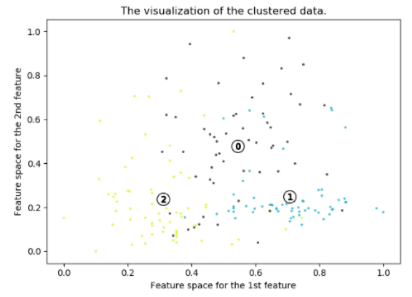 The visualization of the clustered data.
Feature space for the 2nd feature
1.0
0.8
0.6
0.4
0.2
0.0
0
1
2
0.0 0.2 0.4 0.6 0.8 1.0
Feature space for the 1st feature